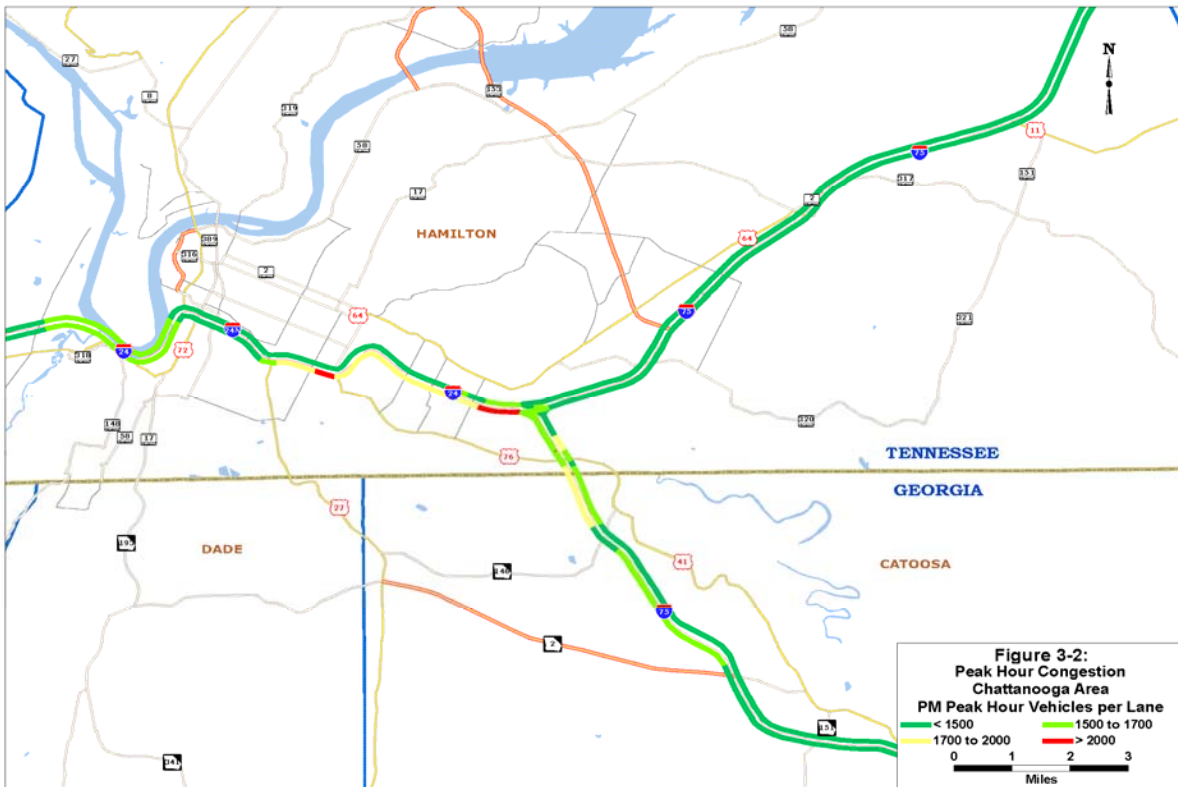 58
27
N
8
319
153
58
11
75
317
131
17
2
HAMILTON
64
389
316
2
75
321
64
24
72
318
24
148
58
17
320
76
TENNESSEE
GEORGIA
27
193
DADE
146
41
CATOOSA
75
2
151
341
Figure 3-2:
Peak Hour Congestion
Chattanooga Area
PM Peak Hour Vehicles per Lane
< 1500
1500 to 1700
1700 to 2000
> 2000
0 1 2 3
Miles